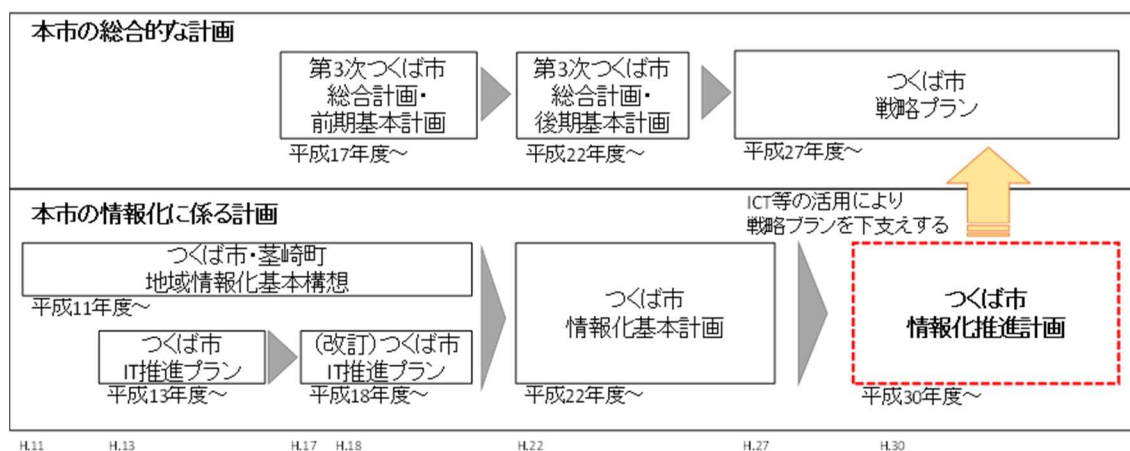 本市の総合的な計画
第3次つくば市
総合計画・
前期基本計画
平成17年度～
第3次つくば市
総合計画・
後期基本計画
平成22年度～
つくば市
戦略プラン
平成27年度～
本市の情報化に係る計画
ICT等の活用により
戦略プランを下支えする
つくば市・茎崎町
地域情報化基本構想
平成11年度～
つくば市
IT推進プラン
平成13年度～
(改訂)つくば市
IT推進プラン
平成18年度～
つくば市
情報化基本計画
平成22年度～
つくば市
情報化推進計画
平成30年度～
H.11 H.13 H.17 H.18 H.22 H.27 H.30